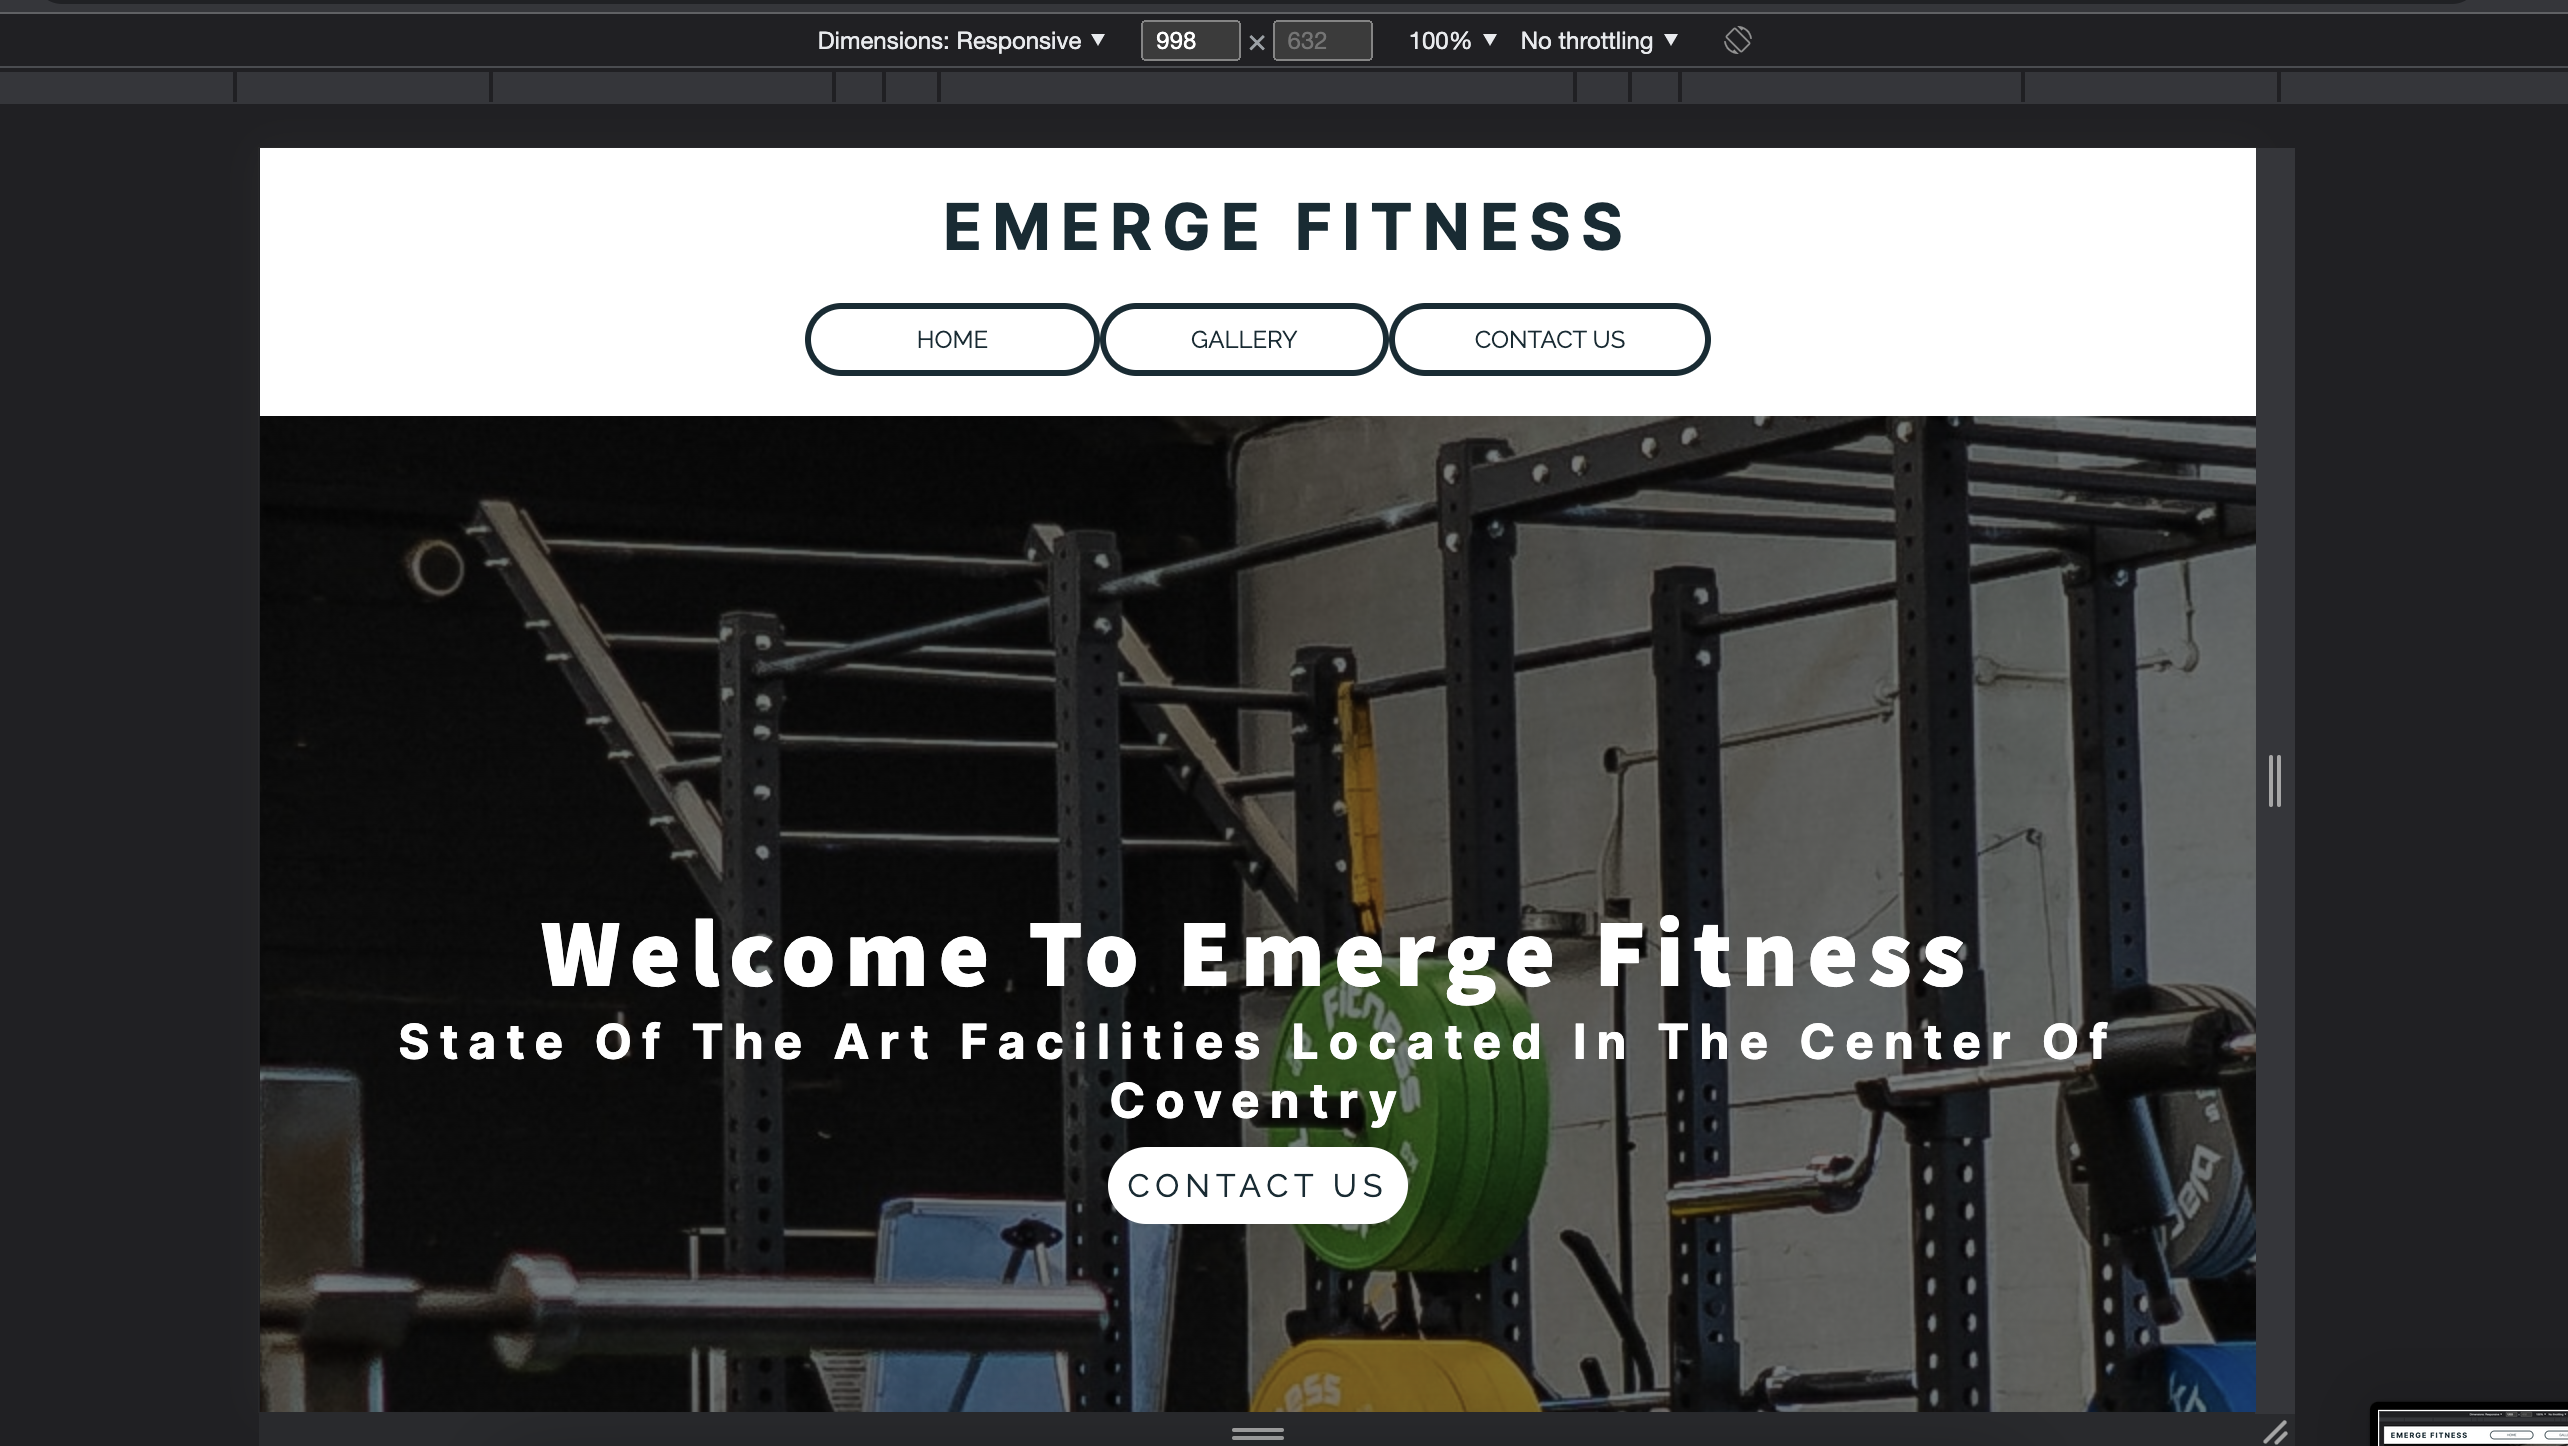 Dimensions: Responsive ▼ 998 × 632 100% ▼ No throttling ▼
EMERGE FITNESS
HOME GALLERY CONTACT US
Welcome To Emerge Fitness
State Of The Art Facilities Located In The Center Of
Coventry
FITNESS
CONTACT US
EMERGE FITNESS